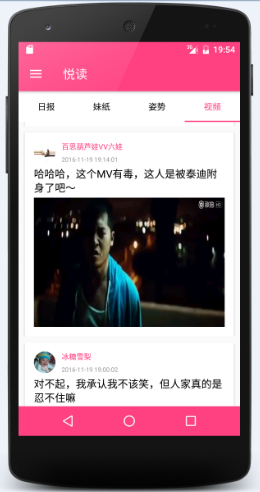 19:54
悦读
日报 妹纸 姿势 视频
百思葫芦娃VV六娃
2016-11-19 19:14:01
哈哈哈，这个MV有毒，这人是被泰迪附
身了吧～
冰糖雪梨
2016-11-19 19:00:02
对不起，我承认我不该笑，但人家真的是
忍不住嘛